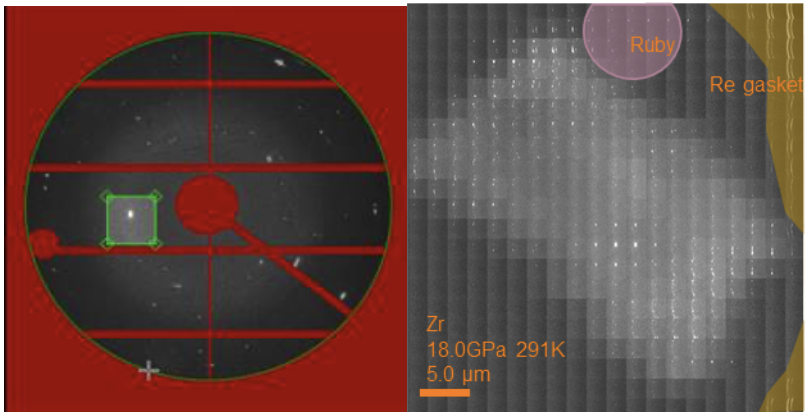 Ruby
Re gasket
Zr
18.0GPa 291K
5.0 µm